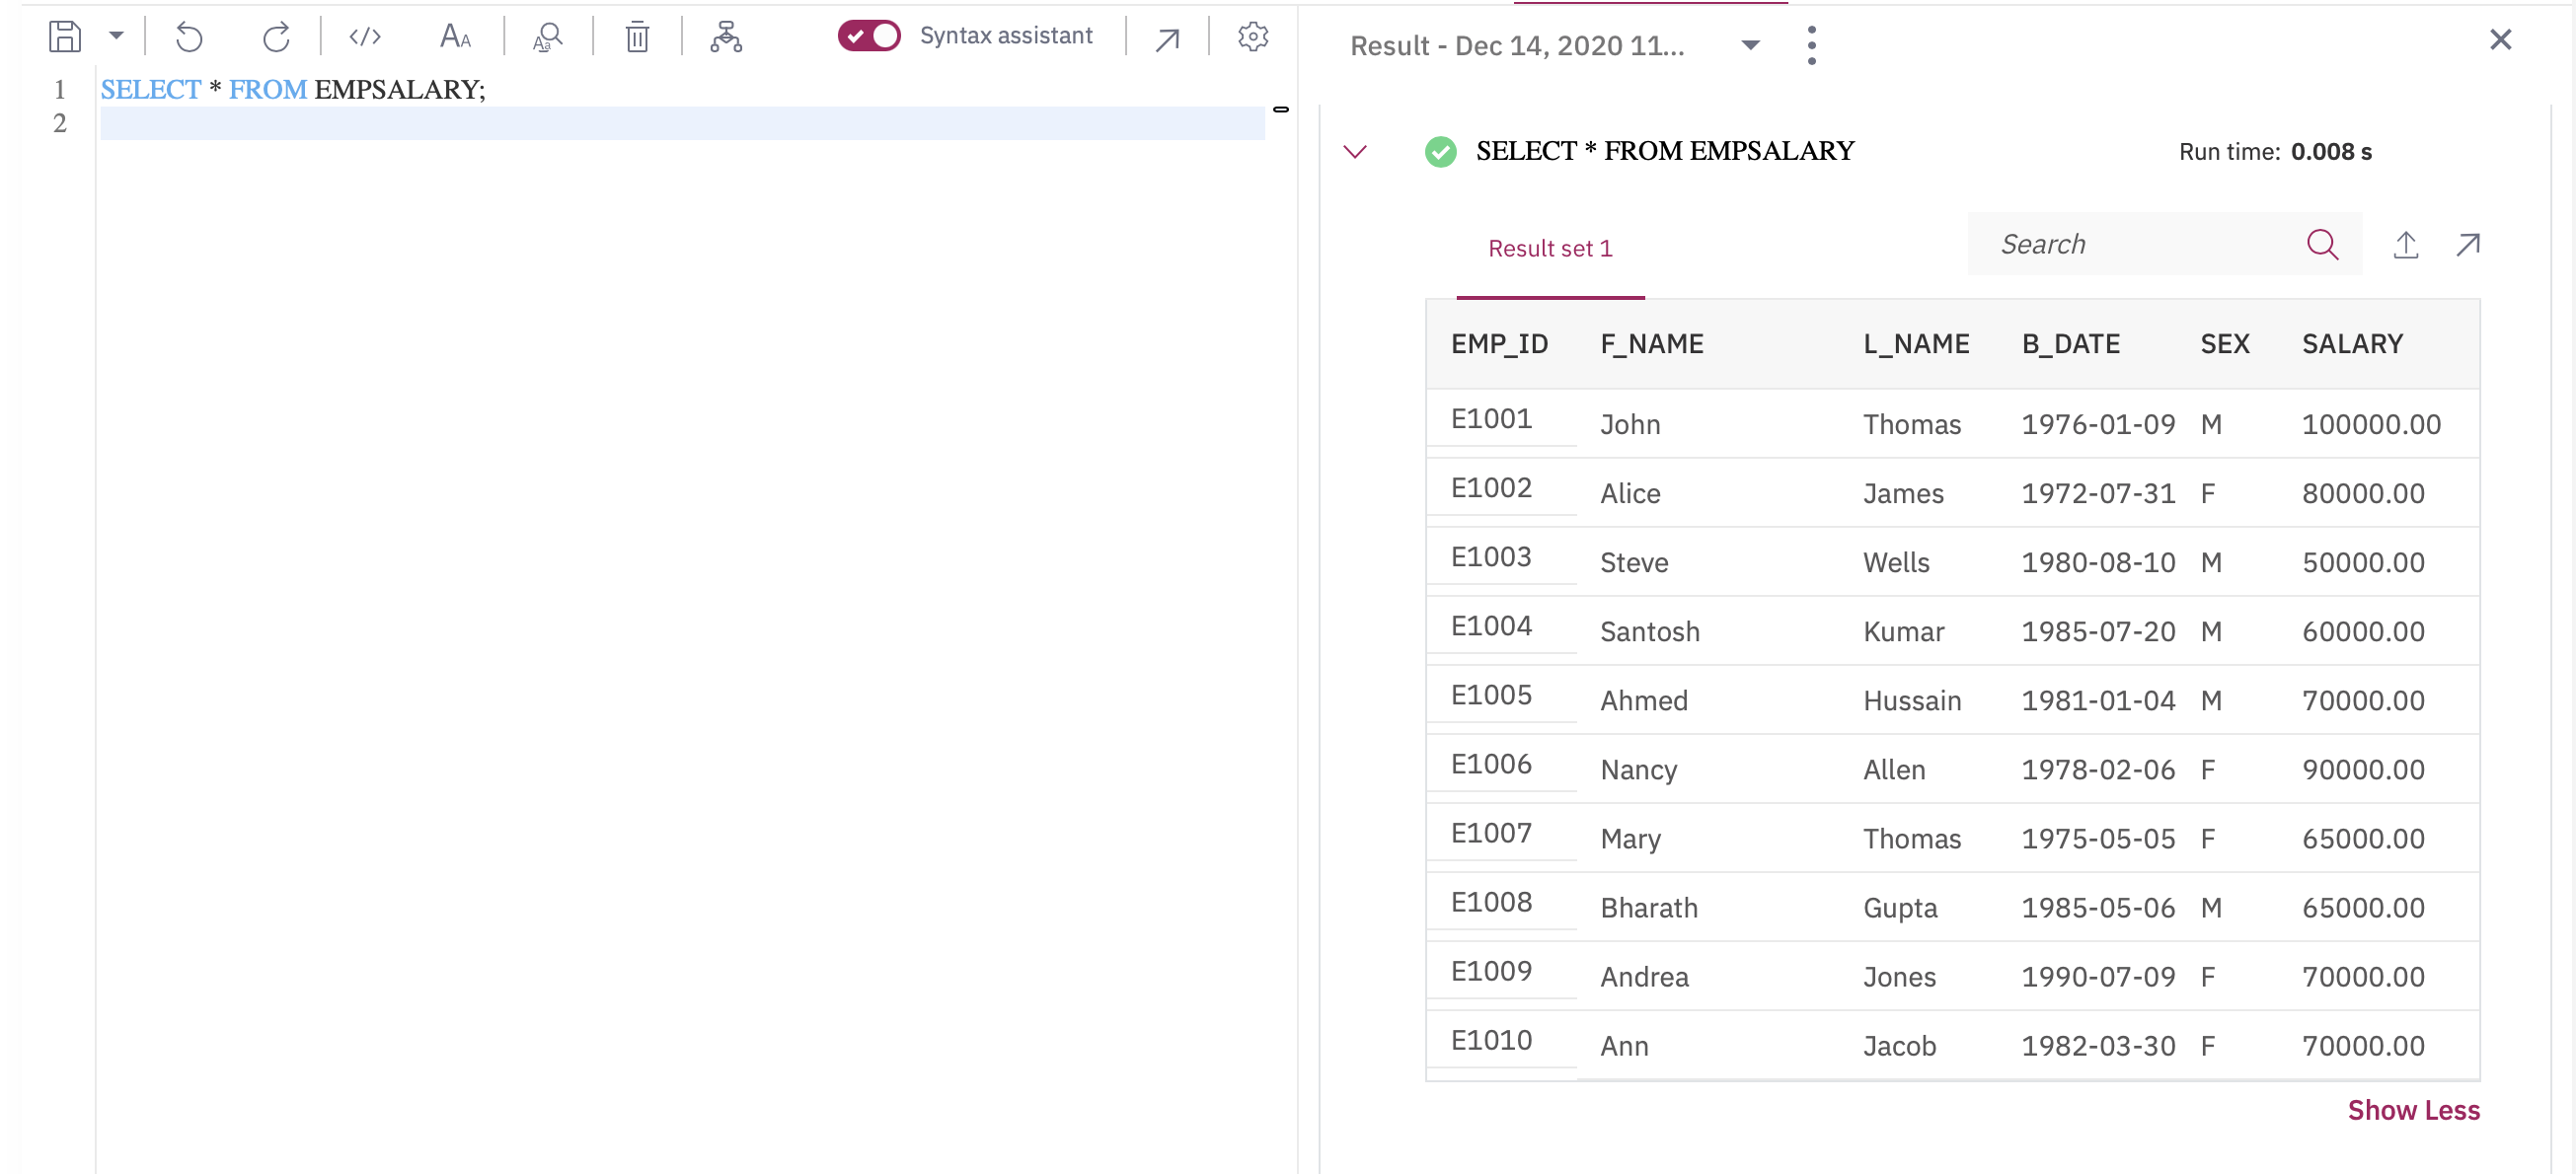 Syntax assistant
1 SELECT * FROM EMPSALARY;
2
Result - Dec 14, 2020 11...
SELECT * FROM EMPSALARY Run time: 0.008 s
Result set 1 Search
EMP_ID F_NAME L_NAME B_DATE SEX SALARY
E1001 John Thomas 1976-01-09 M 100000.00
E1002 Alice James 1972-07-31 F 80000.00
E1003 Steve Wells 1980-08-10 M 50000.00
E1004 Santosh Kumar 1985-07-20 M 60000.00
E1005 Ahmed Hussain 1981-01-04 M 70000.00
E1006 Nancy Allen 1978-02-06 F 90000.00
E1007 Mary Thomas 1975-05-05 F 65000.00
E1008 Bharath Gupta 1985-05-06 M 65000.00
E1009 Andrea Jones 1990-07-09 F 70000.00
E1010 Ann Jacob 1982-03-30 F 70000.00
Show Less